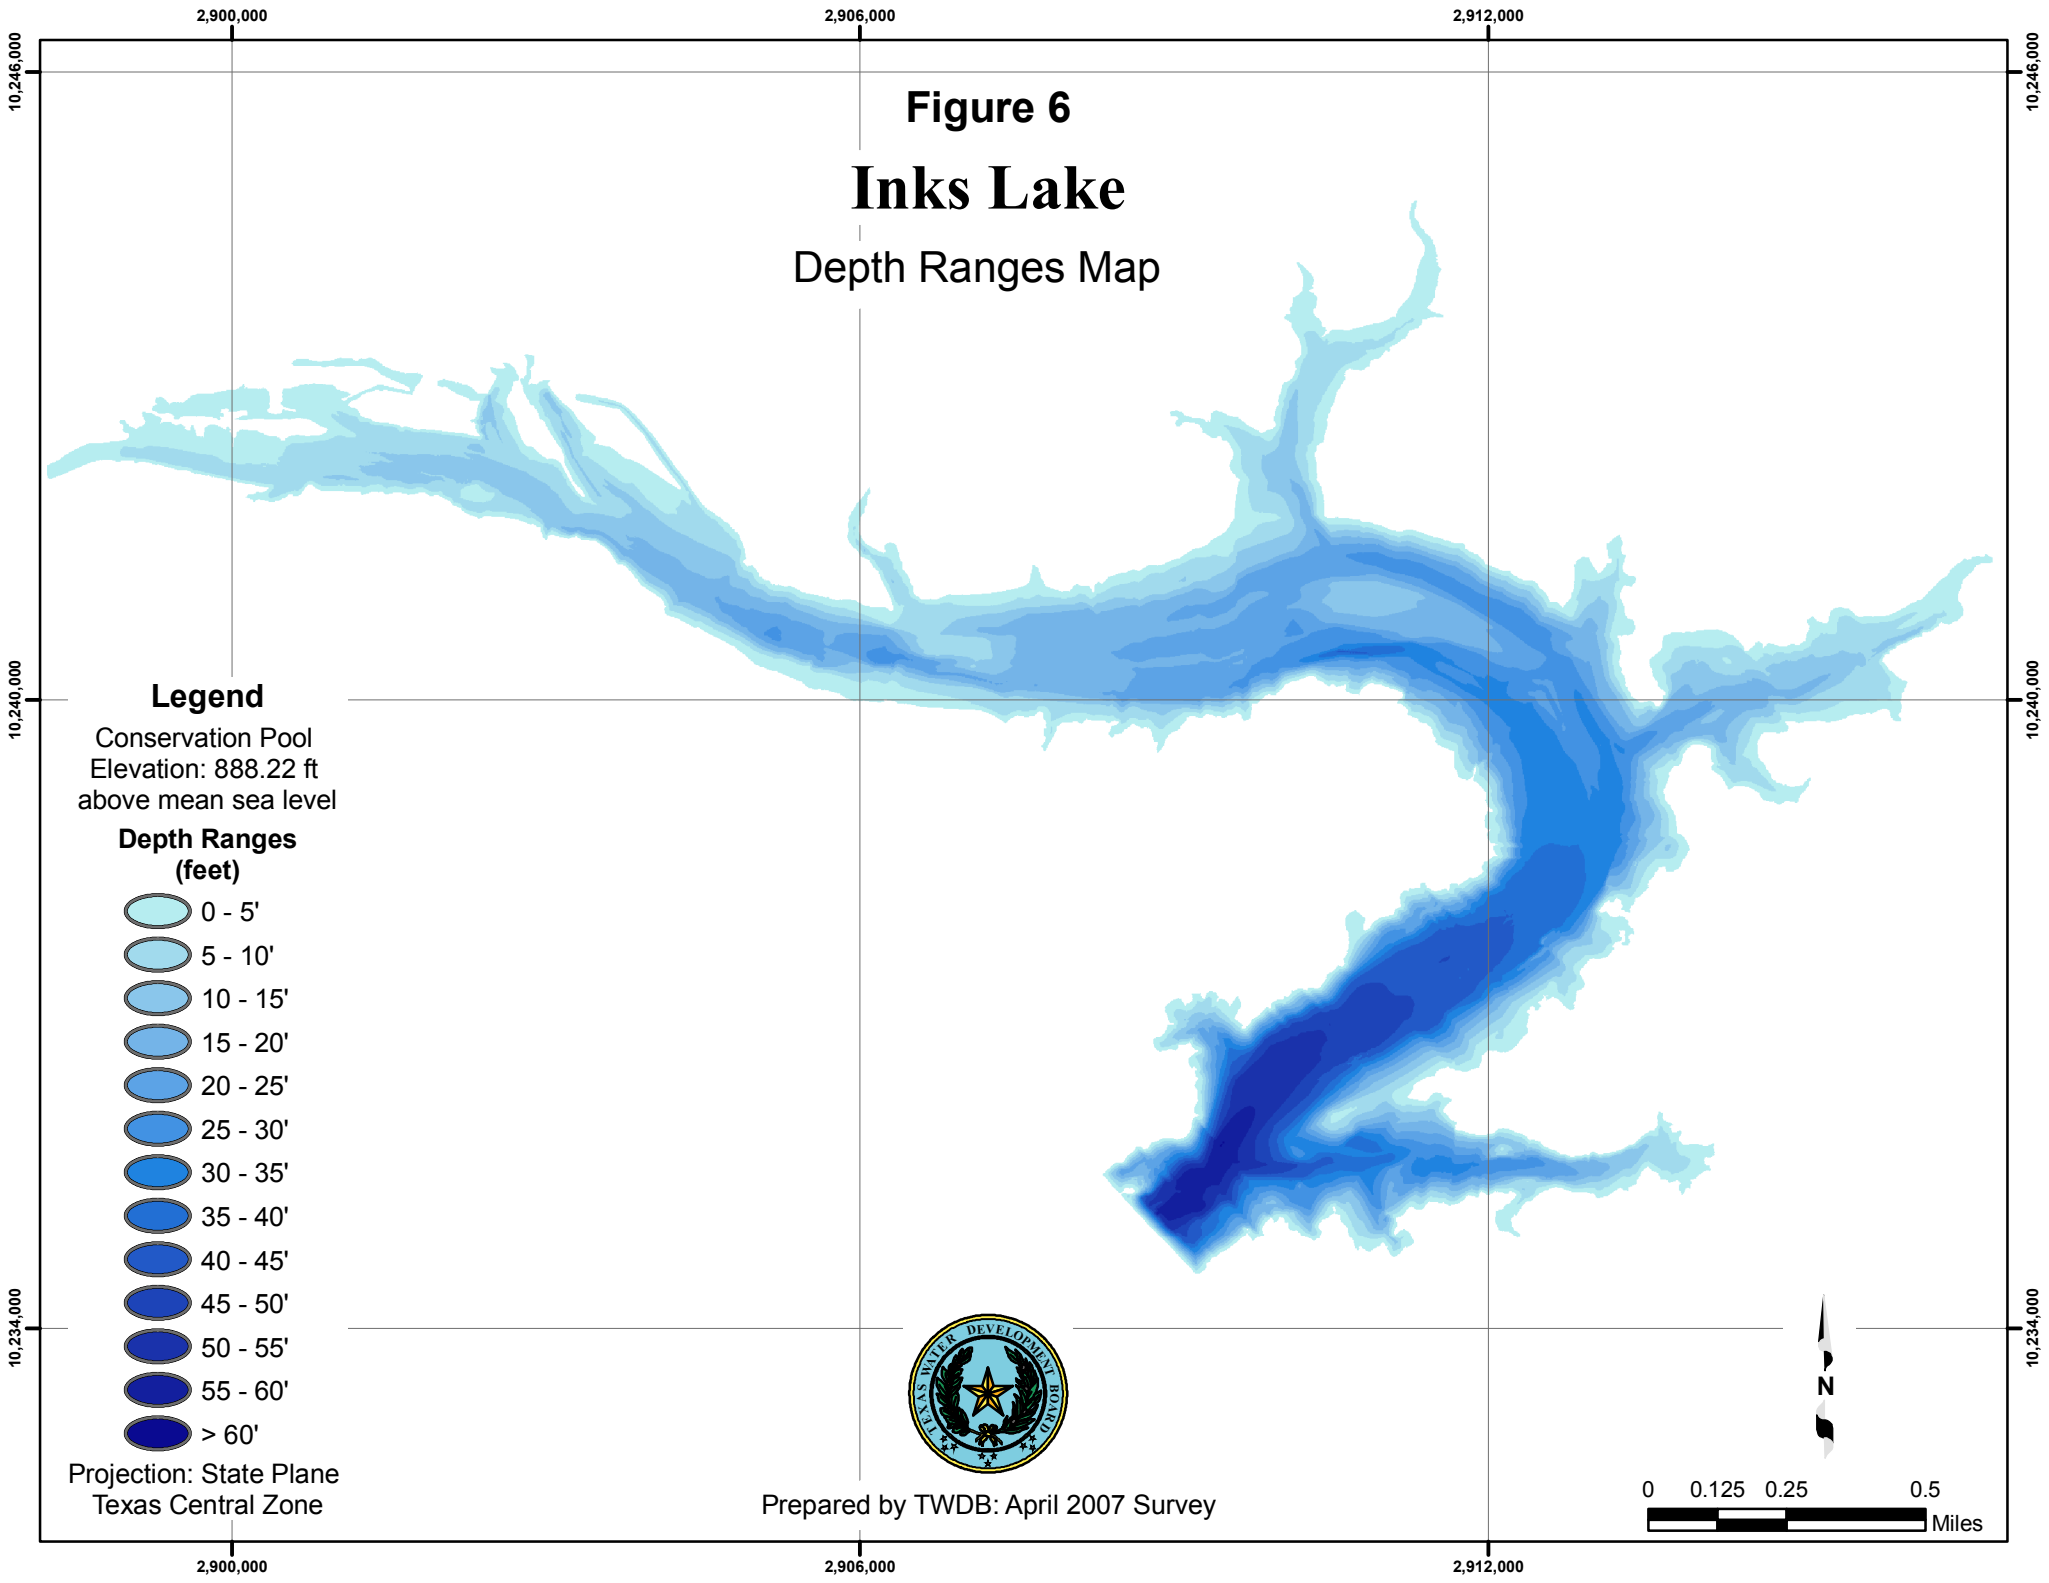 2,900,000 2,906,000 2,912,000
10,246,000 10,246,000
Figure 6
Inks Lake
Depth Ranges Map
10,240,000 10,240,000
Legend
Conservation Pool
Elevation: 888.22 ft
above mean sea level
Depth Ranges
(feet)
0 - 5'
5 - 10'
10 - 15'
15 - 20'
20 - 25'
25 - 30'
30 - 35'
35 - 40'
40 - 45'
45 - 50'
50 - 55'
55 - 60'
> 60'
Projection: State Plane
Texas Central Zone
10,234,000 10,234,000
TEXAS WATER DEVELOPMENT BOARD
Prepared by TWDB: April 2007 Survey
N
0 0.125 0.25 0.5
Miles
2,900,000 2,906,000 2,912,000